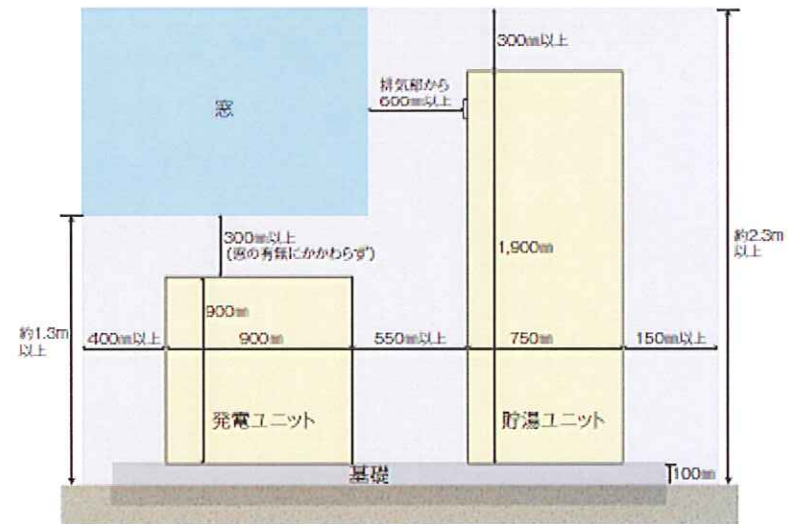 300㎜以上
排気部から
600㎜以上
窓
約2.3m
以上
300㎜以上
(窓の有無にかかわらず)
1,900㎜
900㎜
約1.3m
以上
400㎜以上
900㎜
550㎜以上
750㎜
150㎜以上
発電ユニット
貯湯ユニット
基礎
100㎜